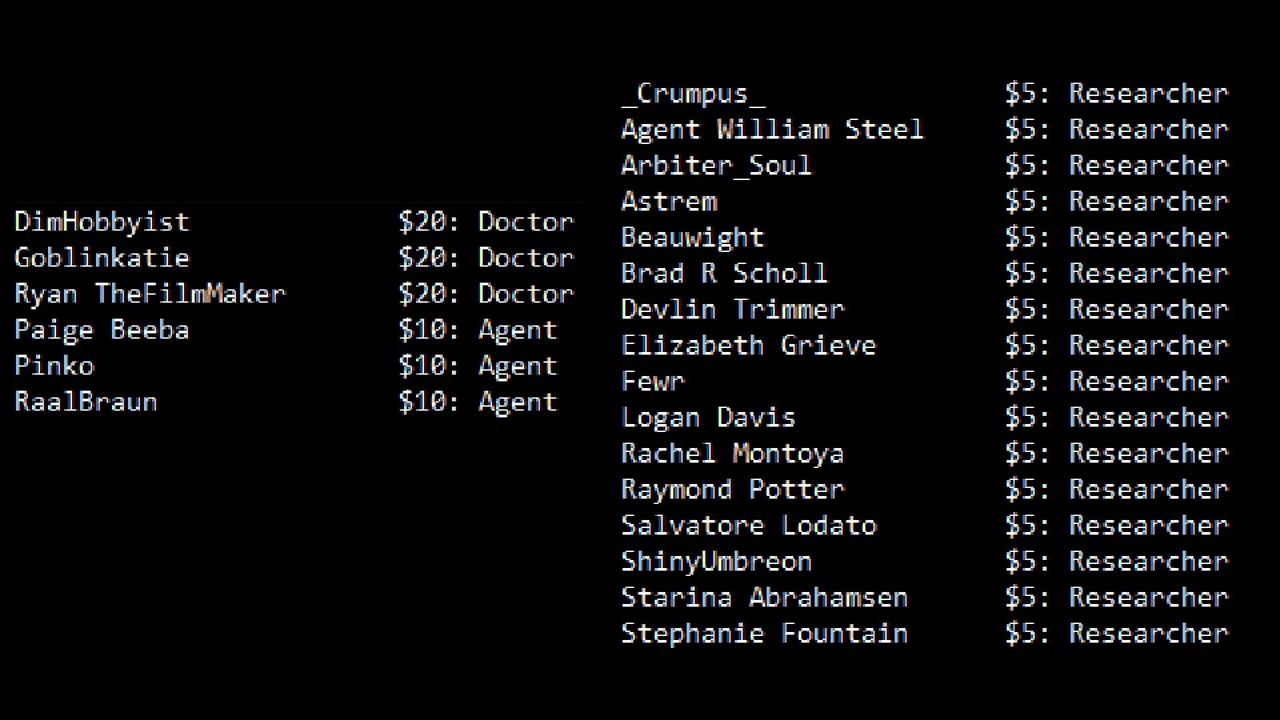 DimHobbyist $20: Doctor
Goblinkatie $20: Doctor
Ryan TheFilmMaker $20: Doctor
Paige Beeba $10: Agent
Pinko $10: Agent
RaalBraun $10: Agent
_Crumpus_ $5: Researcher
Agent William Steel $5: Researcher
Arbiter_Soul $5: Researcher
Astrem $5: Researcher
Beauwight $5: Researcher
Brad R Scholl $5: Researcher
Devlin Trimmer $5: Researcher
Elizabeth Grieve $5: Researcher
Fewr $5: Researcher
Logan Davis $5: Researcher
Rachel Montoya $5: Researcher
Raymond Potter $5: Researcher
Salvatore Lodato $5: Researcher
ShinyUmbreon $5: Researcher
Starina Abrahamsen $5: Researcher
Stephanie Fountain $5: Researcher